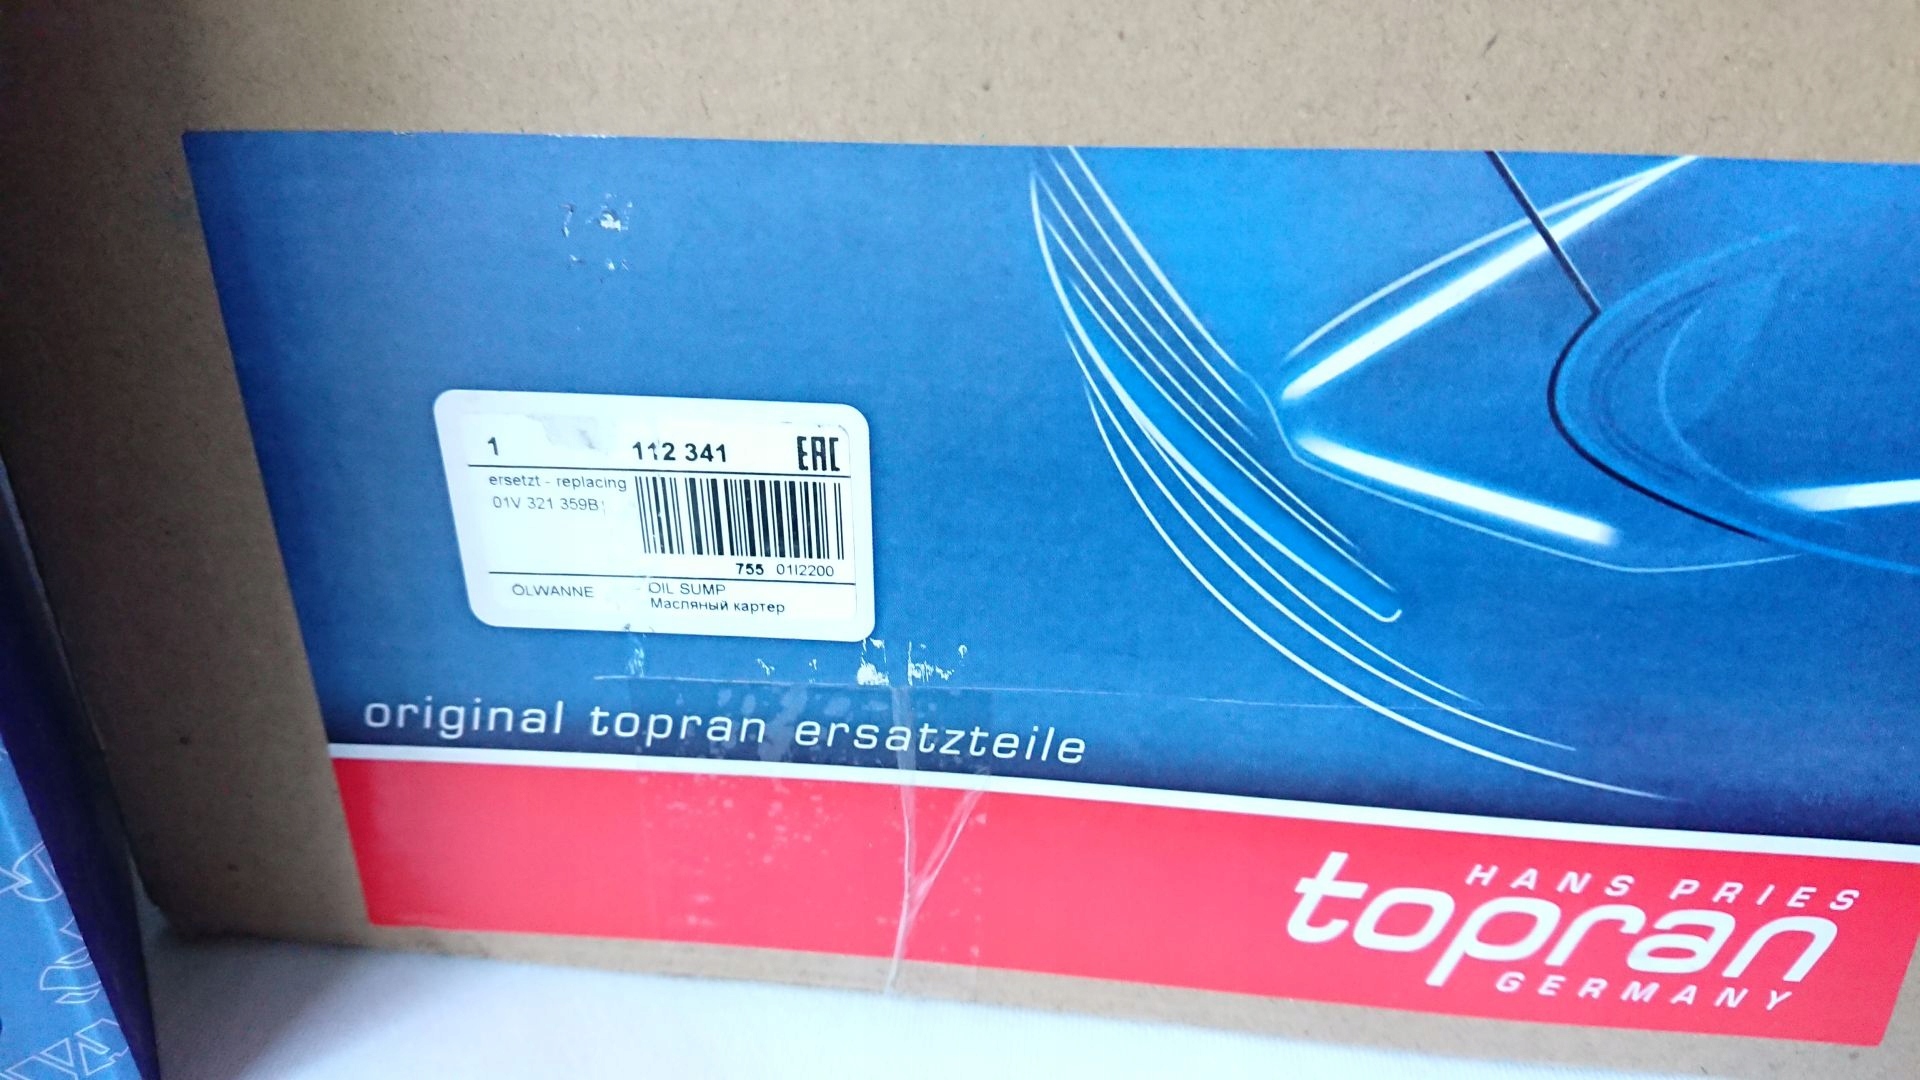 1 112 341 EAC
ersetzt - replacing
01V 321 359B
755 01I2200
ÖLWANNE OIL SUMP
Масляный картер
original topran ersatzteile
HANS PRIES
topran
GERMANY